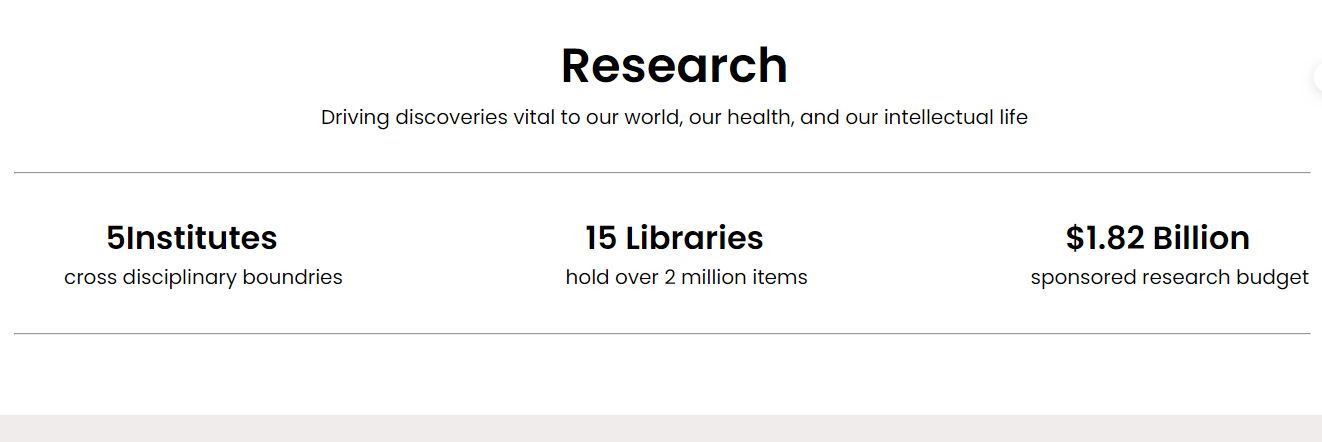 Research
Driving discoveries vital to our world, our health, and our intellectual life
5Institutes
cross disciplinary boundries
15 Libraries
hold over 2 million items
$1.82 Billion
sponsored research budget